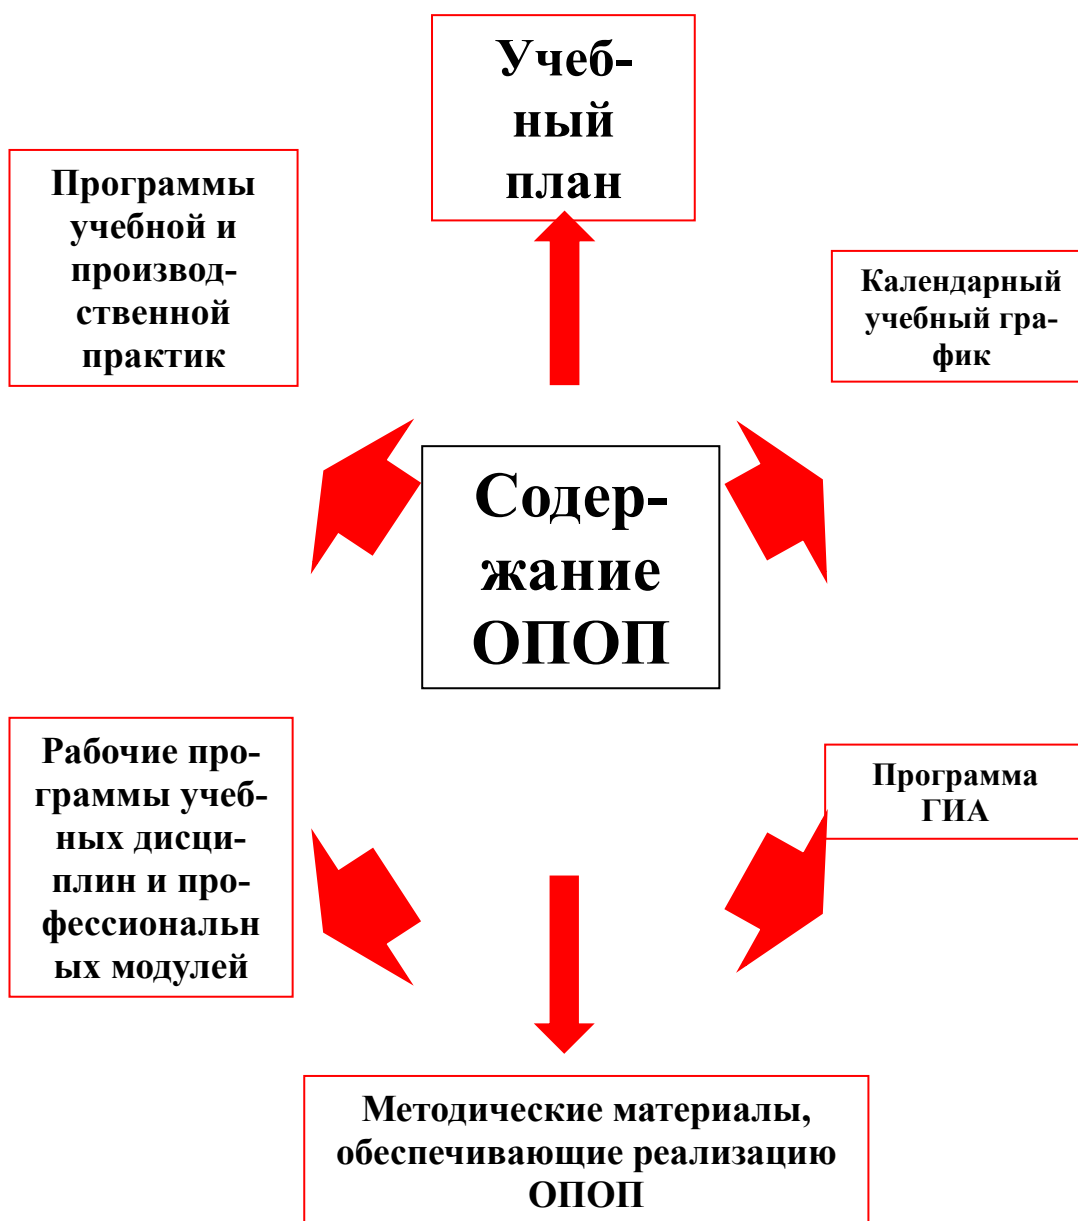 Учеб-
ный
план
Программы
учебной и
производ-
ственной
практик
Календарный
учебный гра-
фик
Содер-
жание
ОПОП
Рабочие про-
граммы учеб-
ных дисци-
плин и про-
фессиональн
ых модулей
Программа
ГИА
Методические материалы,
обеспечивающие реализацию
ОПОП